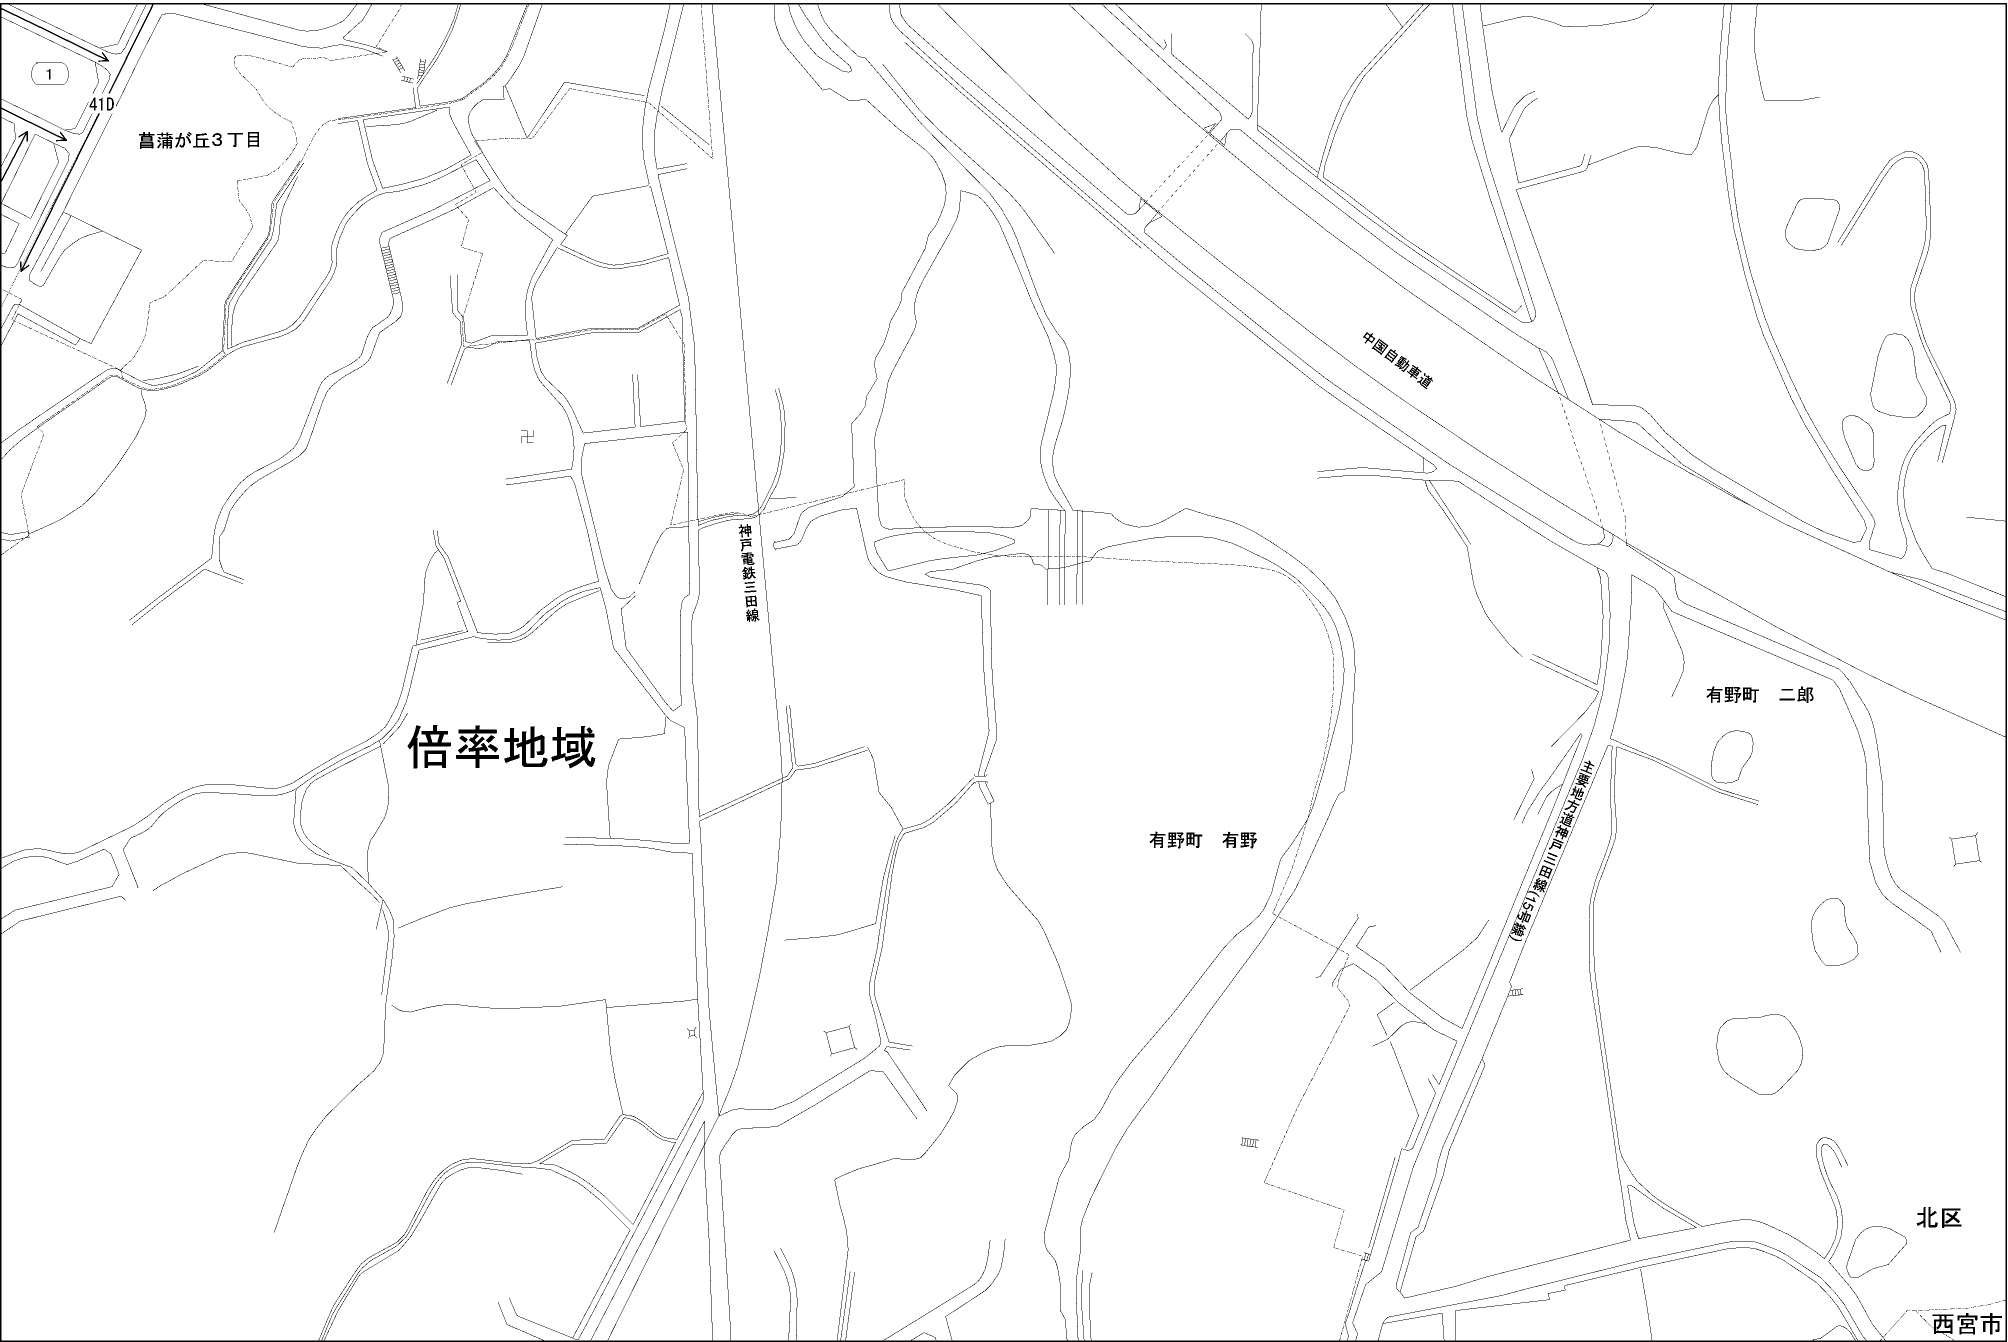 1
41D
菖蒲が丘3丁目
中国自動車道
神戸電鉄三田線
有野町　二郎
倍率地域
主要地方道神戸三田線(15号線)
有野町　有野
北区
西宮市